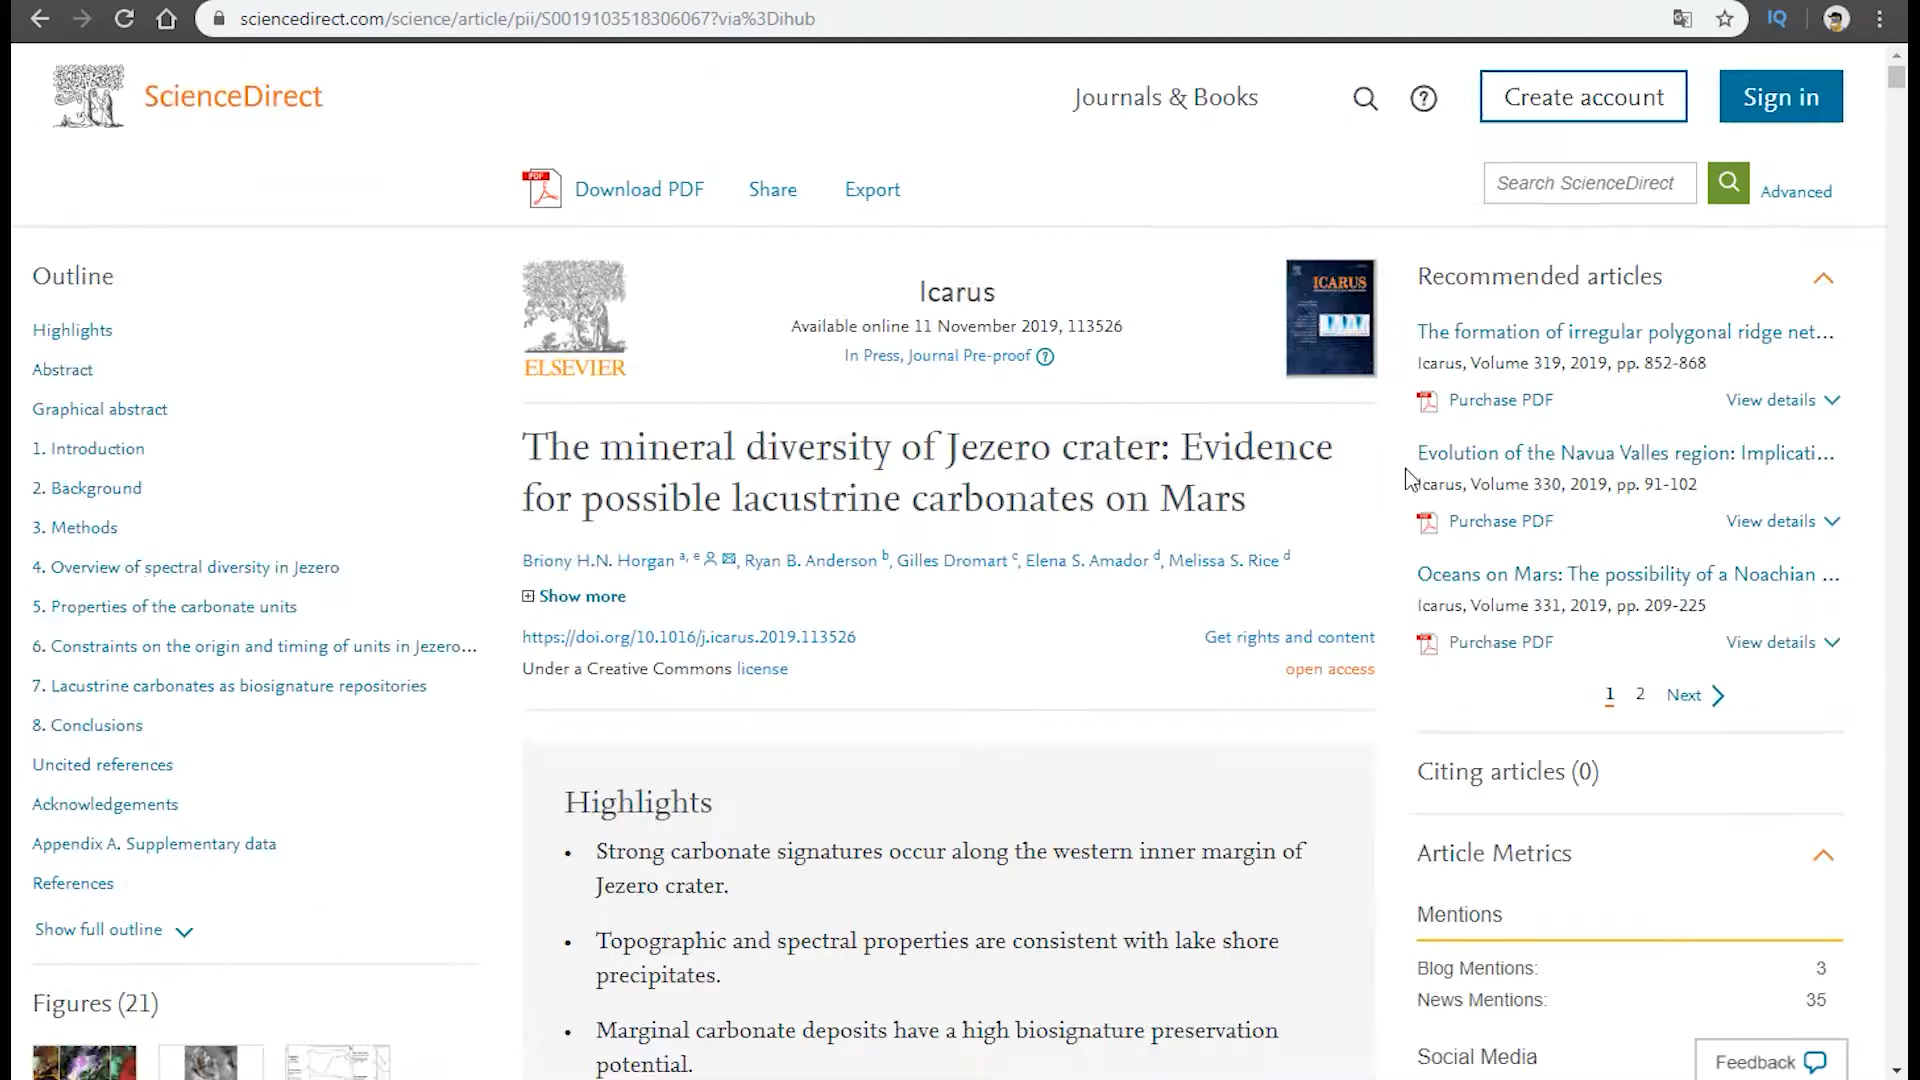 sciencedirect.com/science/article/pii/S0019103518306067?via%3Dihub
IQ
ScienceDirect
Journals & Books
Create account
Sign in
Download PDF
Share
Export
Search ScienceDirect
Advanced
Outline
Highlights
Abstract
Graphical abstract
1. Introduction
2. Background
3. Methods
4. Overview of spectral diversity in Jezero
5. Properties of the carbonate units
6. Constraints on the origin and timing of units in Jezero...
7. Lacustrine carbonates as biosignature repositories
8. Conclusions
Uncited references
Acknowledgements
Appendix A. Supplementary data
References
Show full outline
Figures (21)
ELSEVIER
Icarus
Available online 11 November 2019, 113526
In Press, Journal Pre-proof ?
ICARUS
The mineral diversity of Jezero crater: Evidence
for possible lacustrine carbonates on Mars
Briony H.N. Horgan a, e, Ryan B. Anderson b, Gilles Dromart c, Elena S. Amador d, Melissa S. Rice d
Show more
https://doi.org/10.1016/j.icarus.2019.113526
Get rights and content
Under a Creative Commons license
open access
Highlights
• Strong carbonate signatures occur along the western inner margin of
Jezero crater.
• Topographic and spectral properties are consistent with lake shore
precipitates.
• Marginal carbonate deposits have a high biosignature preservation
potential.
Recommended articles
The formation of irregular polygonal ridge net...
Icarus, Volume 319, 2019, pp. 852-868
Purchase PDF
View details
Evolution of the Navua Valles region: Implicati...
Icarus, Volume 330, 2019, pp. 91-102
Purchase PDF
View details
Oceans on Mars: The possibility of a Noachian ...
Icarus, Volume 331, 2019, pp. 209-225
Purchase PDF
View details
1 2 Next
Citing articles (0)
Article Metrics
Mentions
Blog Mentions: 3
News Mentions: 35
Social Media
Feedback